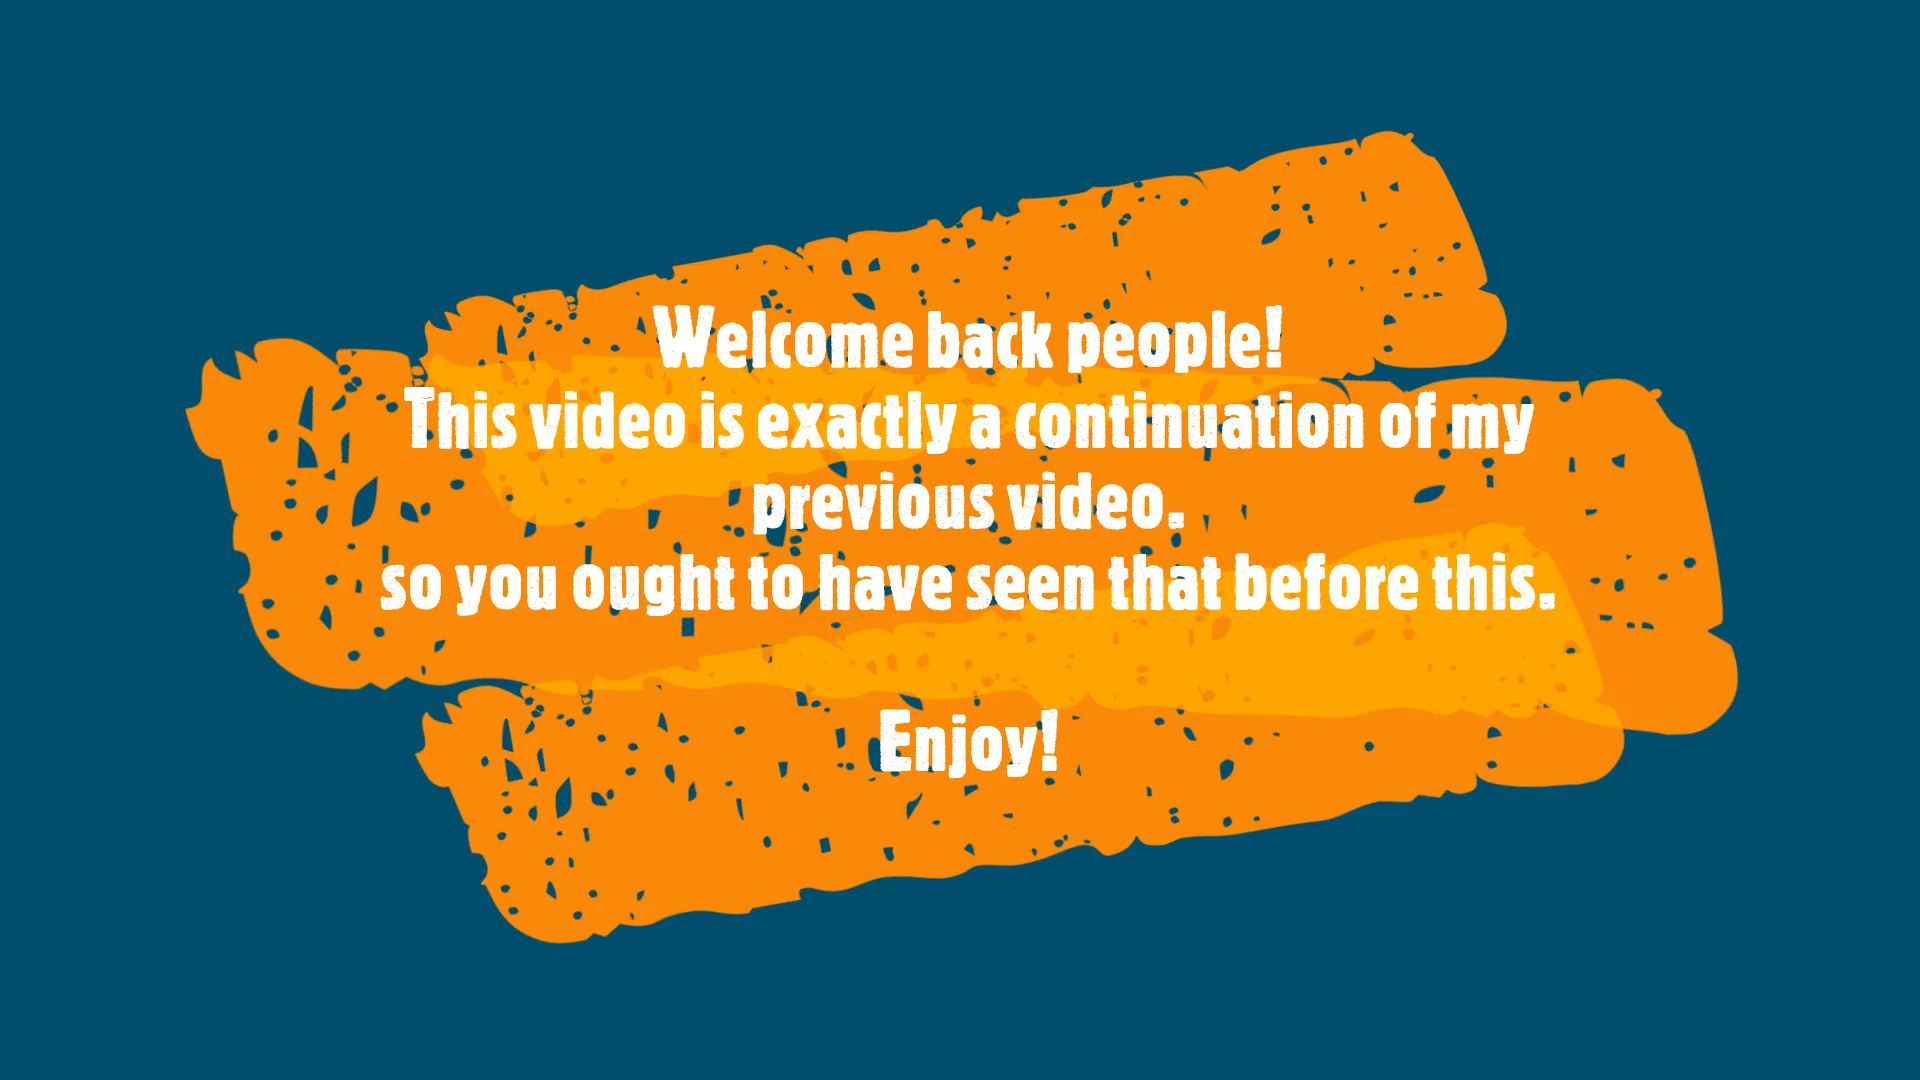 Welcome back people!
This video is exactly a continuation of my
previous video.
so you ought to have seen that before this.
Enjoy!